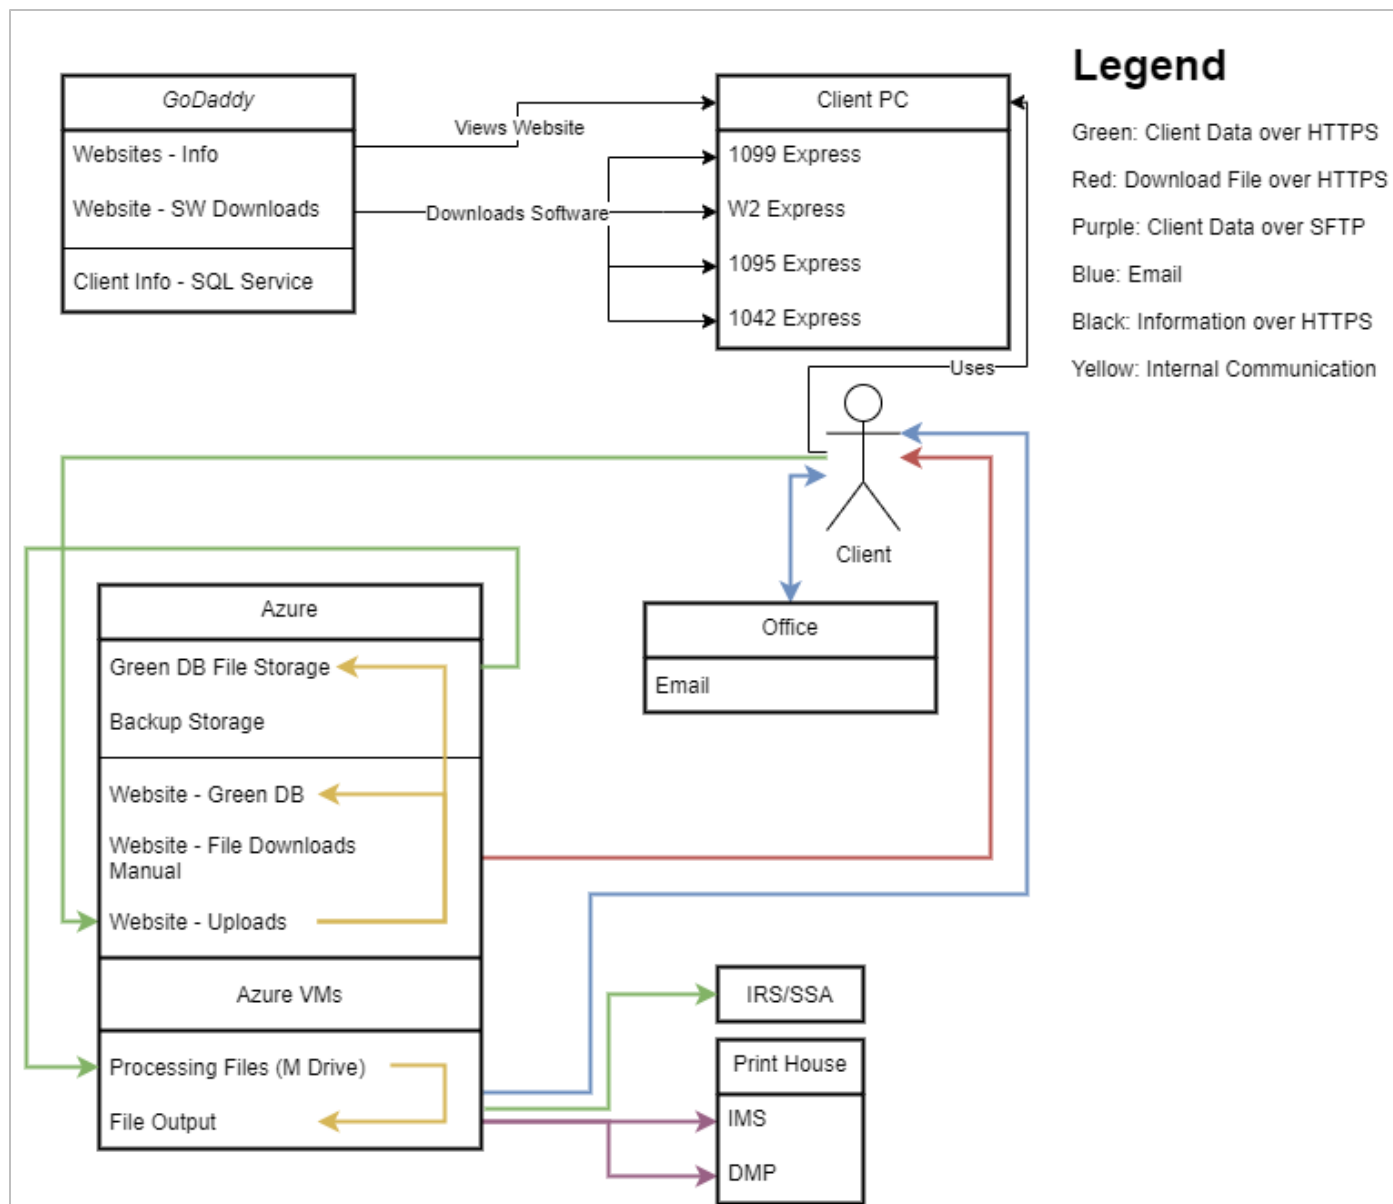 Legend
Green: Client Data over HTTPS
Red: Download File over HTTPS
Purple: Client Data over SFTP
Blue: Email
Black: Information over HTTPS
Yellow: Internal Communication
GoDaddy
Websites - Info
Website - SW Downloads
Client Info - SQL Service
Views Website
Downloads Software
Client PC
1099 Express
W2 Express
1095 Express
1042 Express
Uses
Client
Office
Email
Azure
Green DB File Storage
Backup Storage
Website - Green DB
Website - File Downloads
Manual
Website - Uploads
Azure VMs
Processing Files (M Drive)
File Output
IRS/SSA
Print House
IMS
DMP